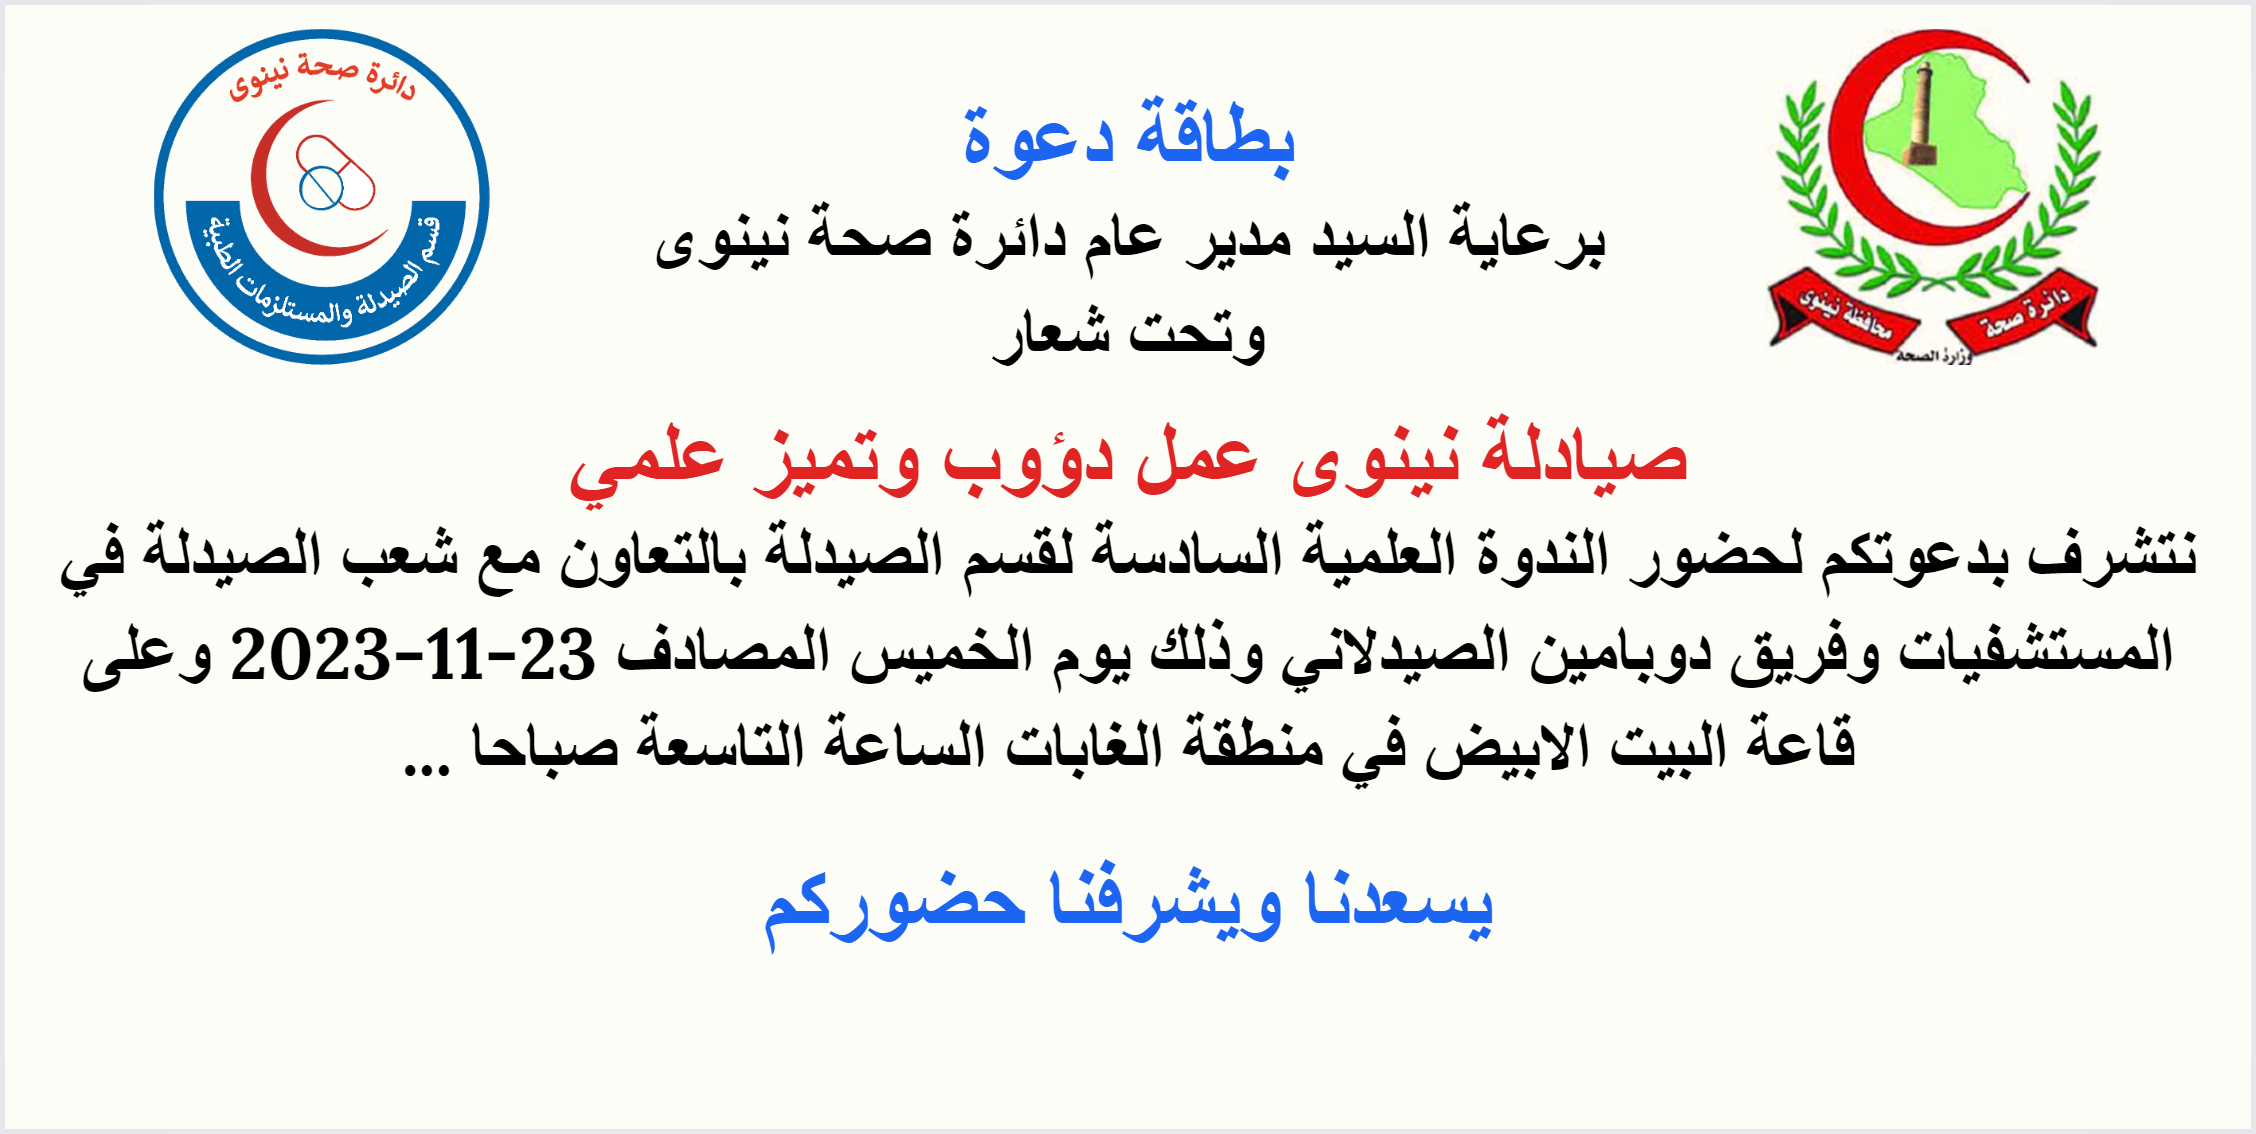 دائرة صحة
محافظة نينوى
وزارة الصحة
دائرة صحة نينوى
قسم الصيدلة والمستلزمات الطبية
بطاقة دعوة
برعاية السيد مدير عام دائرة صحة نينوى
وتحت شعار
صيادلة نينوى عمل دؤوب وتميز علمي
نتشرف بدعوتكم لحضور الندوة العلمية السادسة لقسم الصيدلة بالتعاون مع شعب الصيدلة في
المستشفيات وفريق دوبامين الصيدلاني وذلك يوم الخميس المصادف 23-11-2023 وعلى
قاعة البيت الابيض في منطقة الغابات الساعة التاسعة صباحا ...
يسعدنا ويشرفنا حضوركم